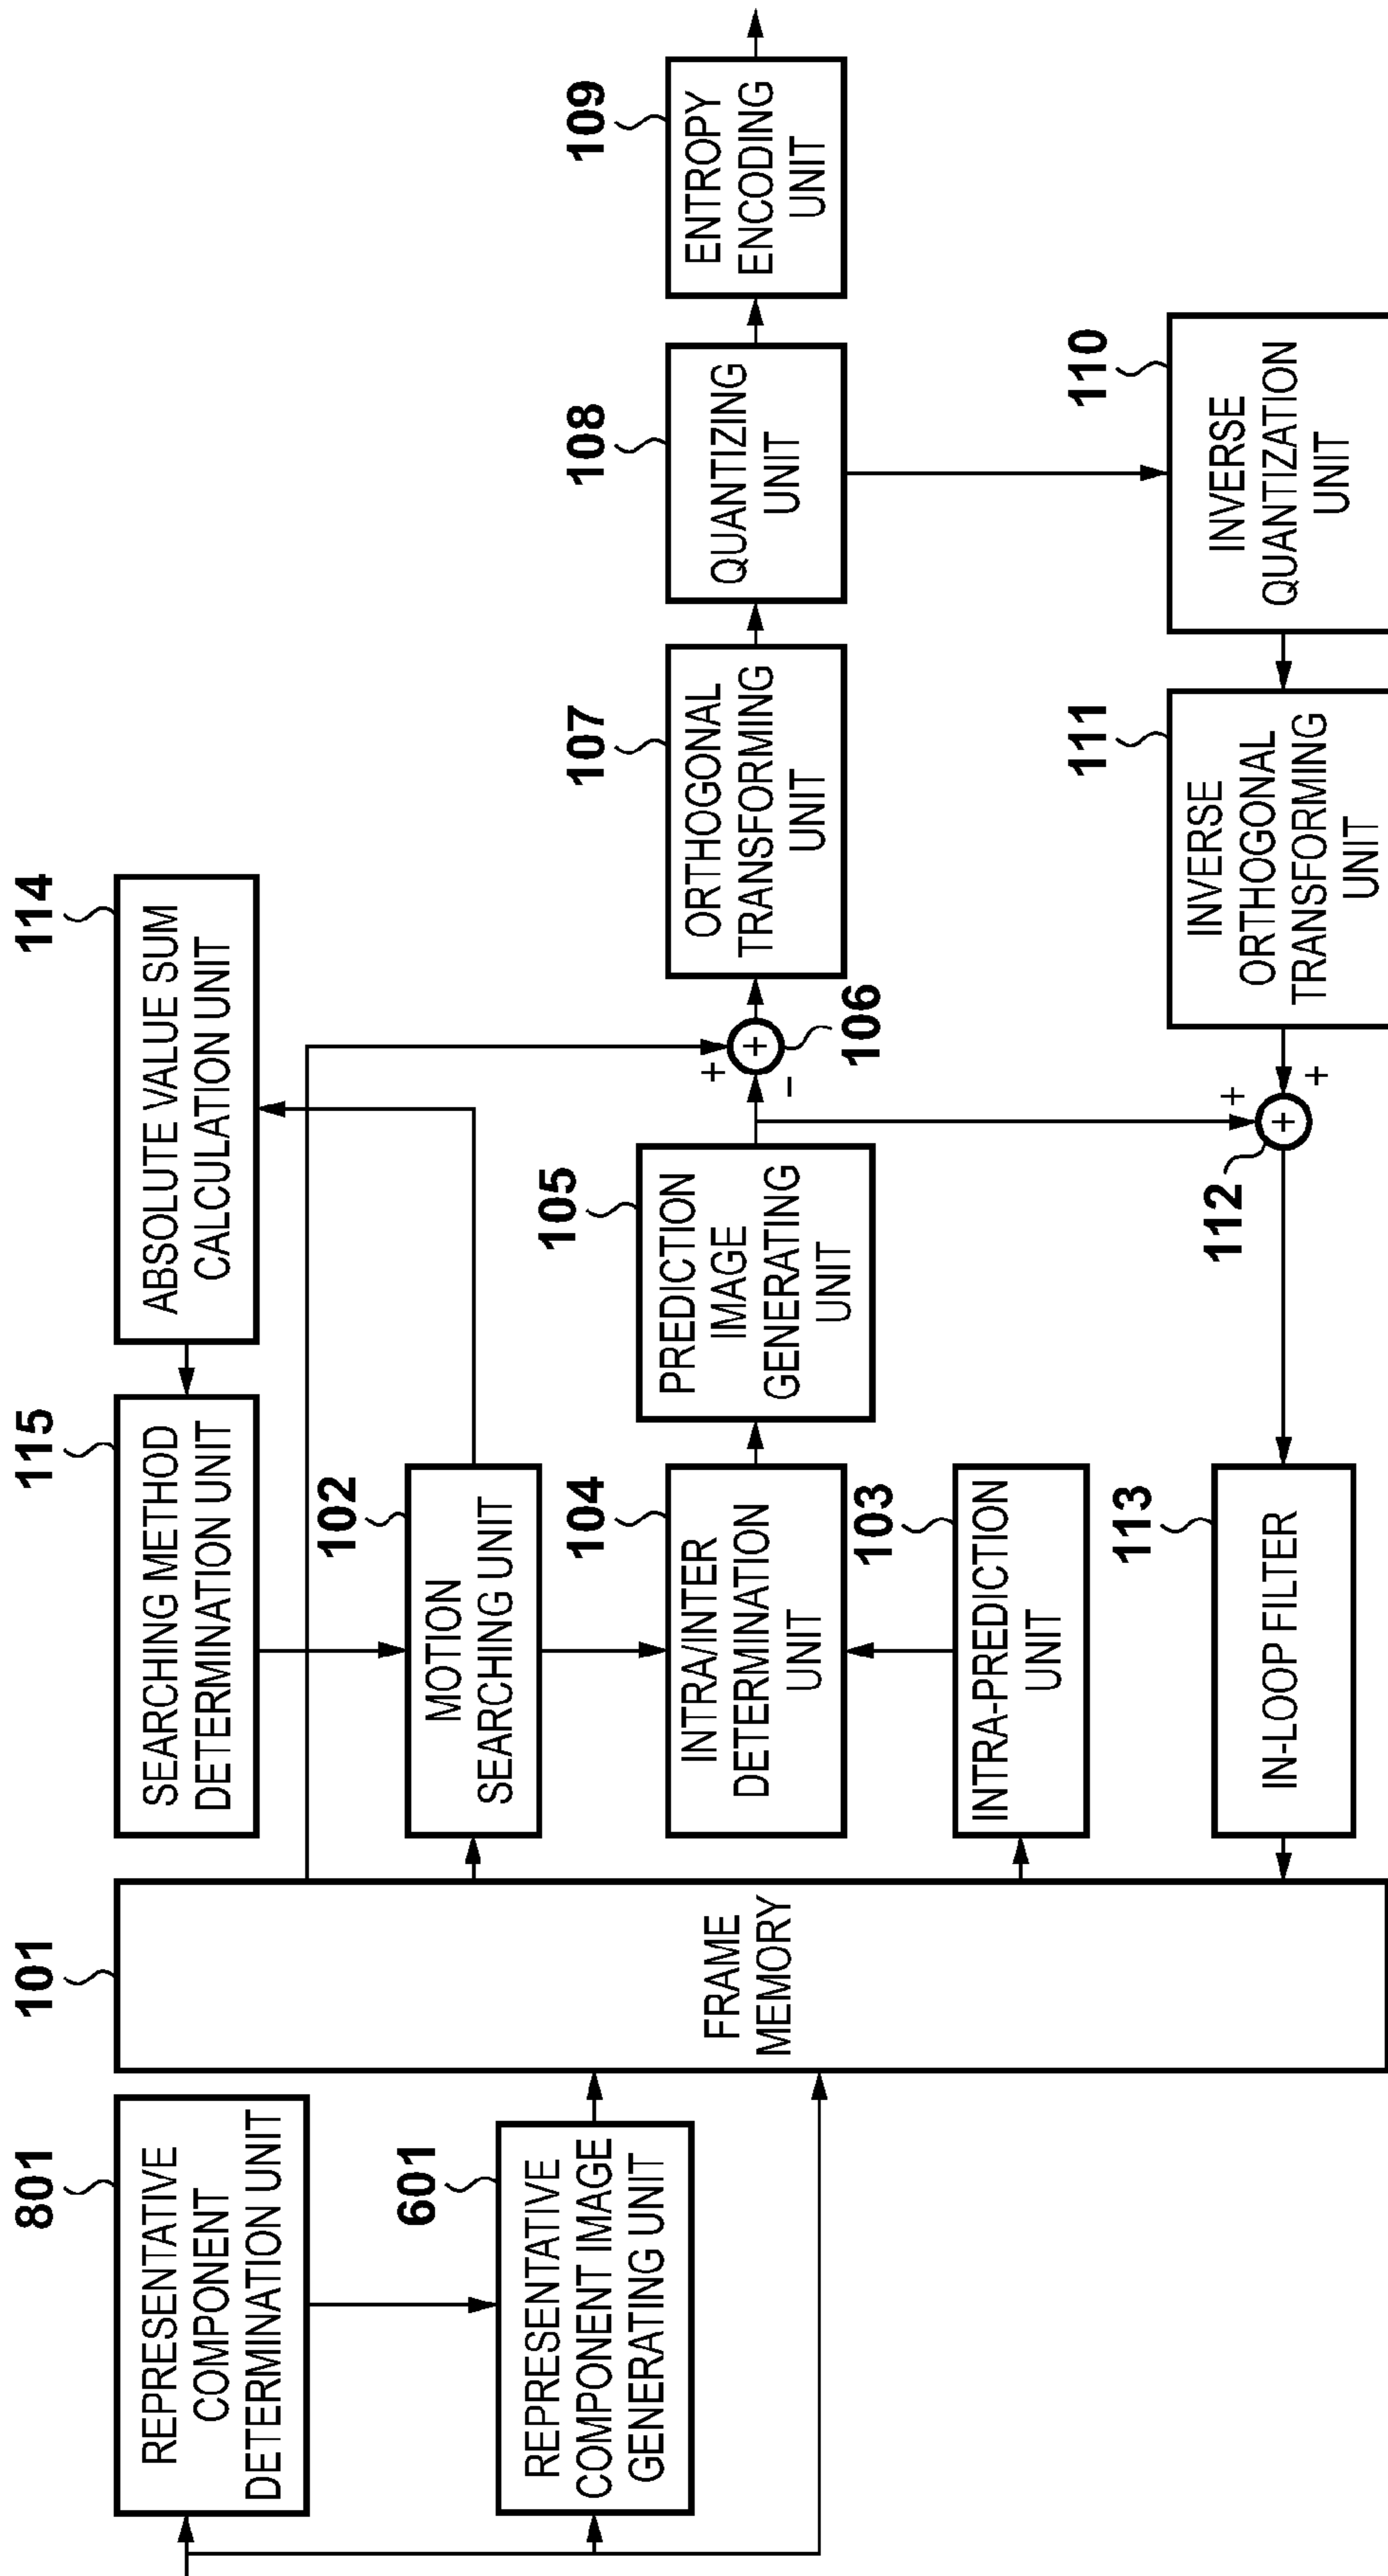 801
REPRESENTATIVE
COMPONENT
DETERMINATION UNIT
601
REPRESENTATIVE
COMPONENT IMAGE
GENERATING UNIT
101
FRAME
MEMORY
115
SEARCHING METHOD
DETERMINATION UNIT
114
ABSOLUTE VALUE SUM
CALCULATION UNIT
102
MOTION
SEARCHING UNIT
104
INTRA/INTER
DETERMINATION
UNIT
103
INTRA-PREDICTION
UNIT
105
PREDICTION
IMAGE
GENERATING
UNIT
+
+
−
106
107
ORTHOGONAL
TRANSFORMING
UNIT
108
QUANTIZING
UNIT
109
ENTROPY
ENCODING
UNIT
113
IN-LOOP FILTER
112
+
+
+
111
INVERSE
ORTHOGONAL
TRANSFORMING
UNIT
110
INVERSE
QUANTIZATION
UNIT